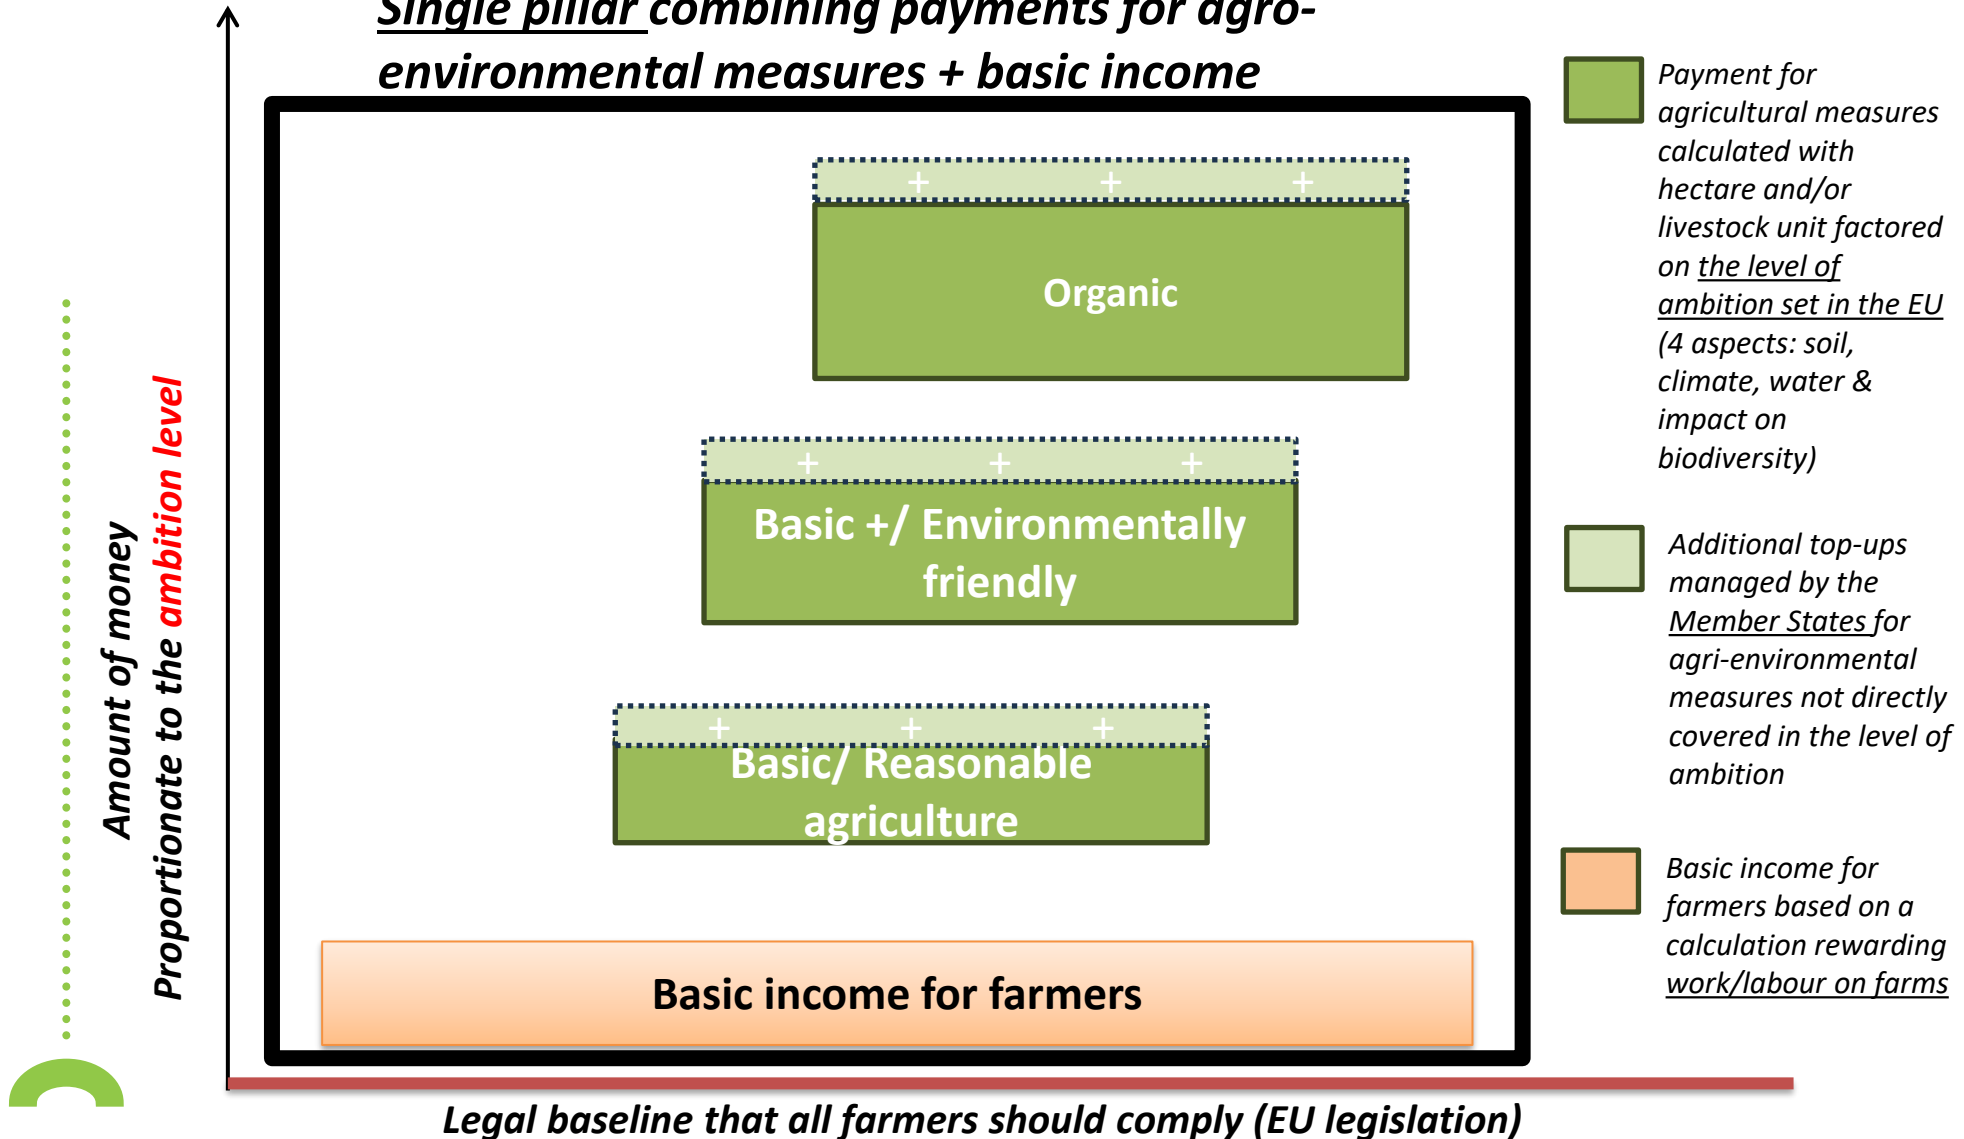 Single pillar combining payments for agro-
environmental measures + basic income
Amount of money
Proportionate to the ambition level
+ + +
Organic
+ + +
Basic +/ Environmentally
friendly
+ + +
Basic/ Reasonable
agriculture
Basic income for farmers
Legal baseline that all farmers should comply (EU legislation)
Payment for
agricultural measures
calculated with
hectare and/or
livestock unit factored
on the level of
ambition set in the EU
(4 aspects: soil,
climate, water &
impact on
biodiversity)
Additional top-ups
managed by the
Member States for
agri-environmental
measures not directly
covered in the level of
ambition
Basic income for
farmers based on a
calculation rewarding
work/labour on farms